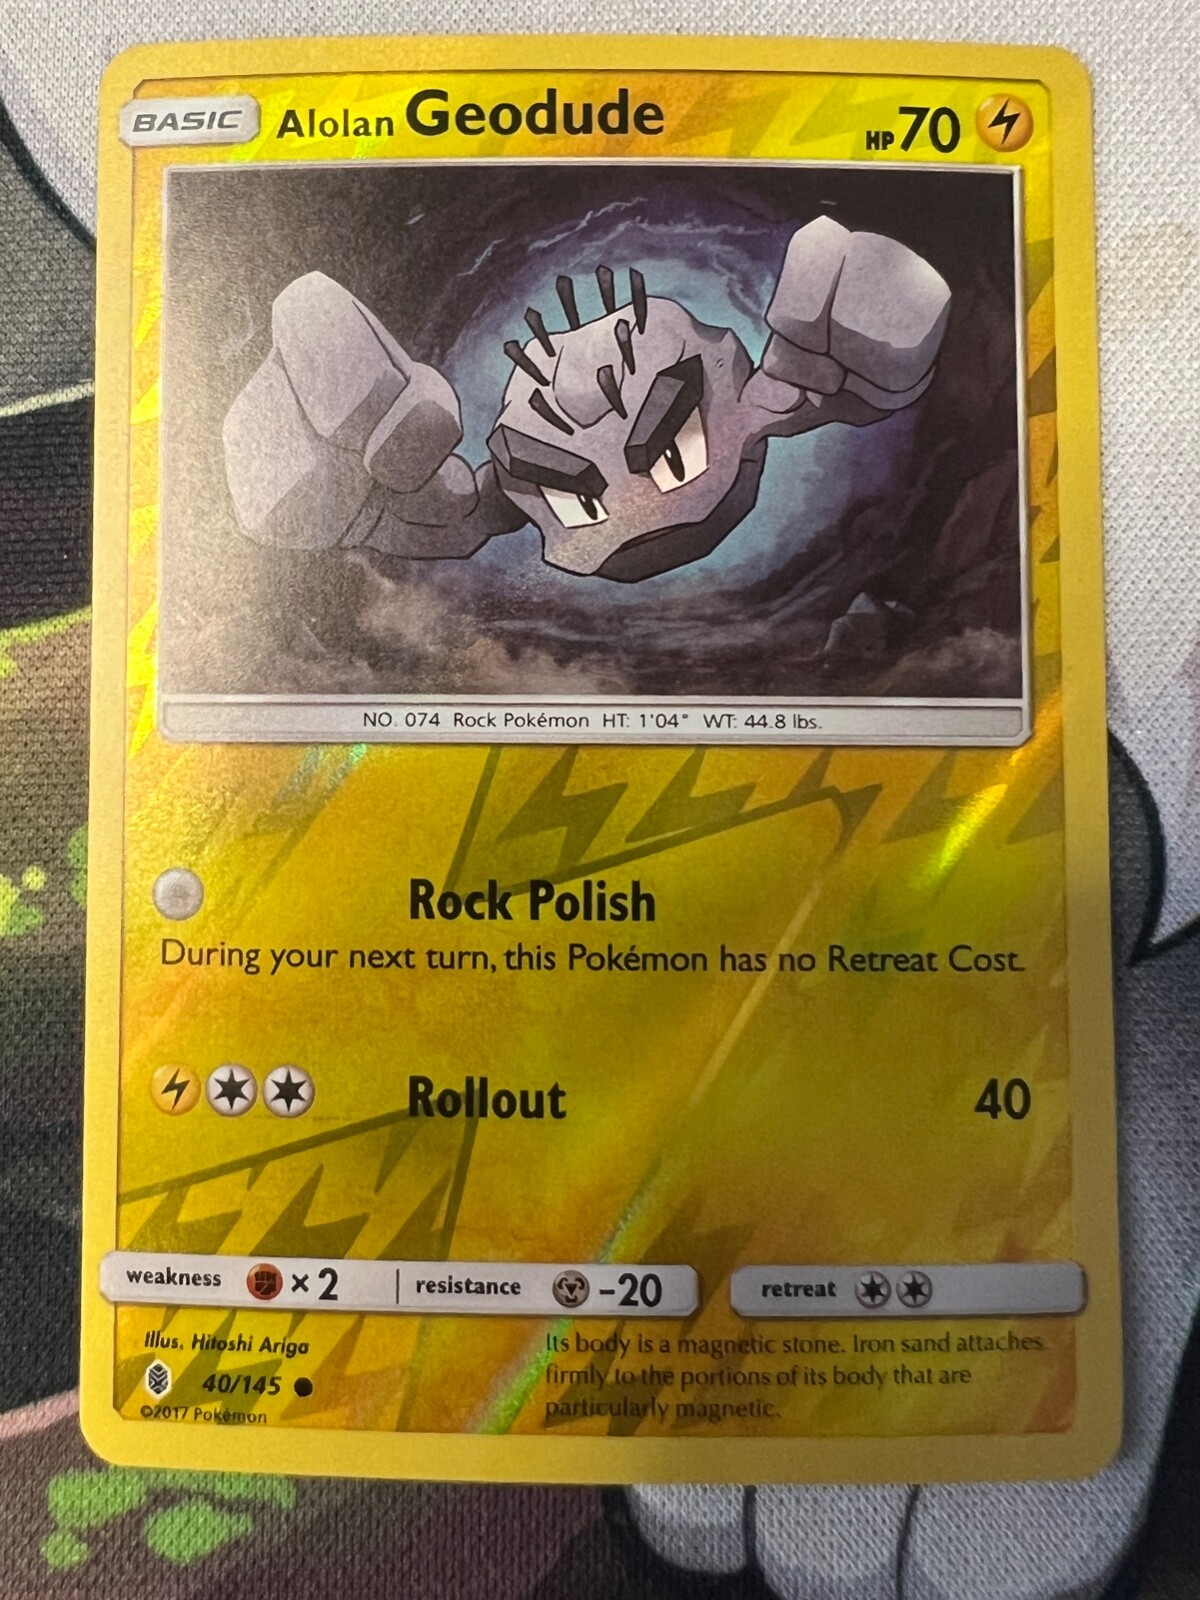 BASIC Alolan Geodude HP 70
NO. 074 Rock Pokémon HT: 1'04" WT: 44.8 lbs.
Rock Polish
During your next turn, this Pokémon has no Retreat Cost.
Rollout 40
weakness ×2 resistance -20 retreat
Illus. Hitoshi Ariga
40/145
©2017 Pokémon
Its body is a magnetic stone. Iron sand attaches
firmly to the portions of its body that are
particularly magnetic.